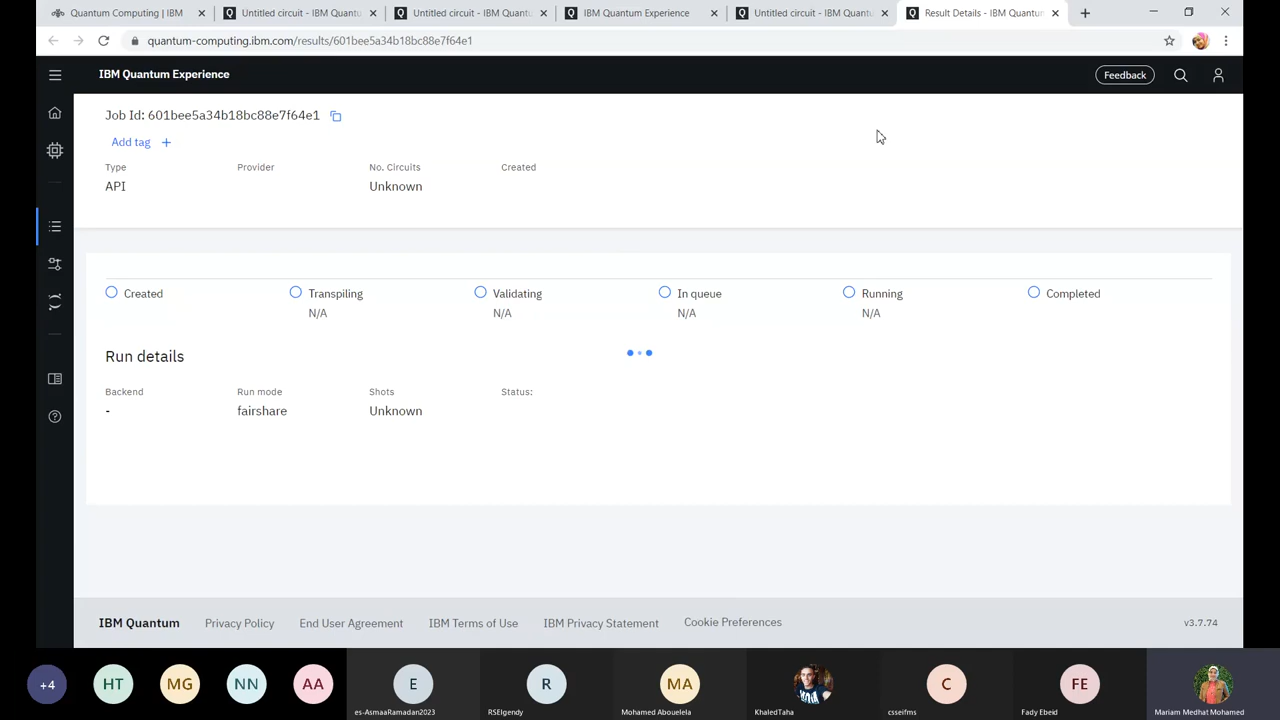 Quantum Computing | IBM
Untitled circuit - IBM Quantu
Untitled circuit - IBM Quantu
IBM Quantum Experience
Untitled circuit - IBM Quantu
Result Details - IBM Quantum
quantum-computing.ibm.com/results/601bee5a34b18bc88e7f64e1
IBM Quantum Experience
Feedback
Job Id: 601bee5a34b18bc88e7f64e1
Add tag +
Type Provider No. Circuits Created
API Unknown
Created Transpiling Validating In queue Running Completed
N/A N/A N/A N/A
Run details
Backend Run mode Shots Status:
- fairshare Unknown
IBM Quantum Privacy Policy End User Agreement IBM Terms of Use IBM Privacy Statement Cookie Preferences v3.7.74
+4 HT MG NN AA E R MA C FE
es-AsmaaRamadan2023 RSElgendy Mohamed Abouelela KhaledTaha csseifms Fady Ebeid Mariam Medhat Mohamed